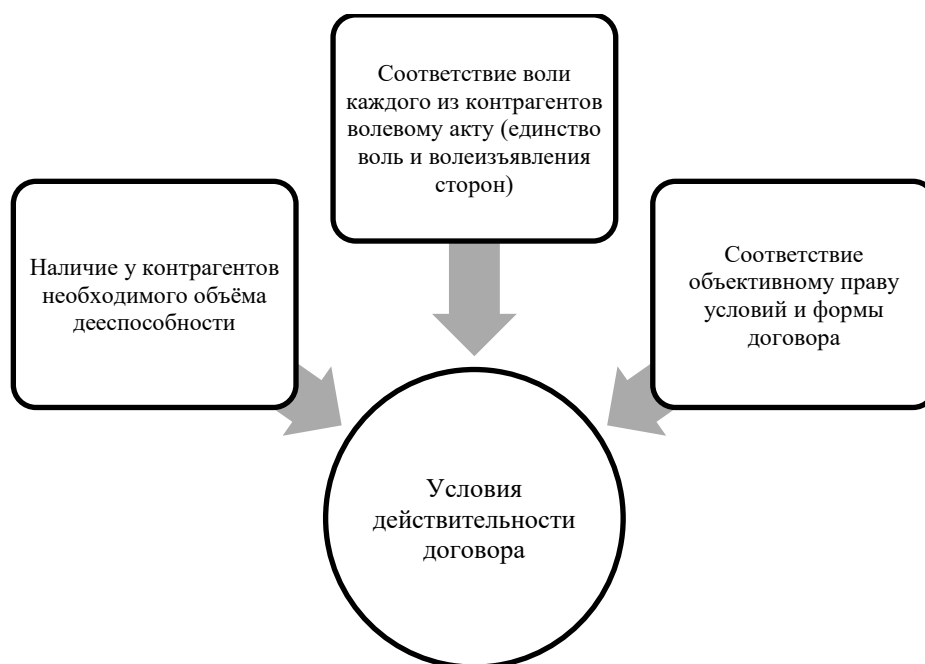 Соответствие воли
каждого из контрагентов
волевому акту (единство
воль и волеизъявления
сторон)
Наличие у контрагентов
необходимого объёма
дееспособности
Соответствие
объективному праву
условий и формы
договора
Условия
действительности
договора